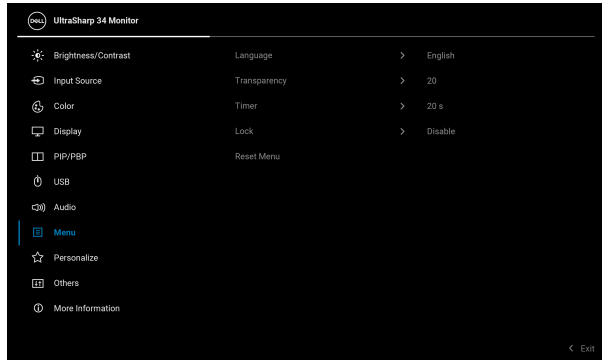 DELL UltraSharp 34 Monitor
Brightness/Contrast Language > English
Input Source Transparency > 20
Color Timer > 20 s
Display Lock > Disable
PIP/PBP Reset Menu
USB
Audio
Menu
Personalize
Others
More Information
< Exit